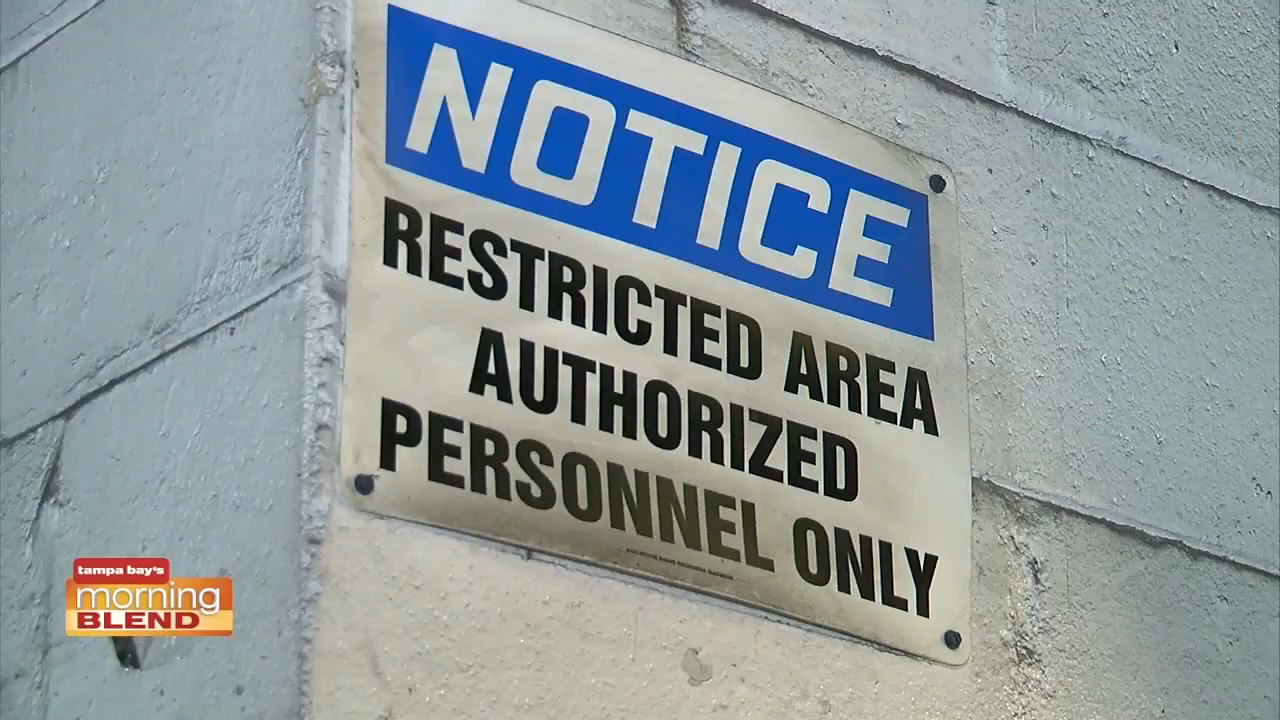 NOTICE
RESTRICTED AREA
AUTHORIZED
PERSONNEL ONLY
tampa bay's
morning
BLEND